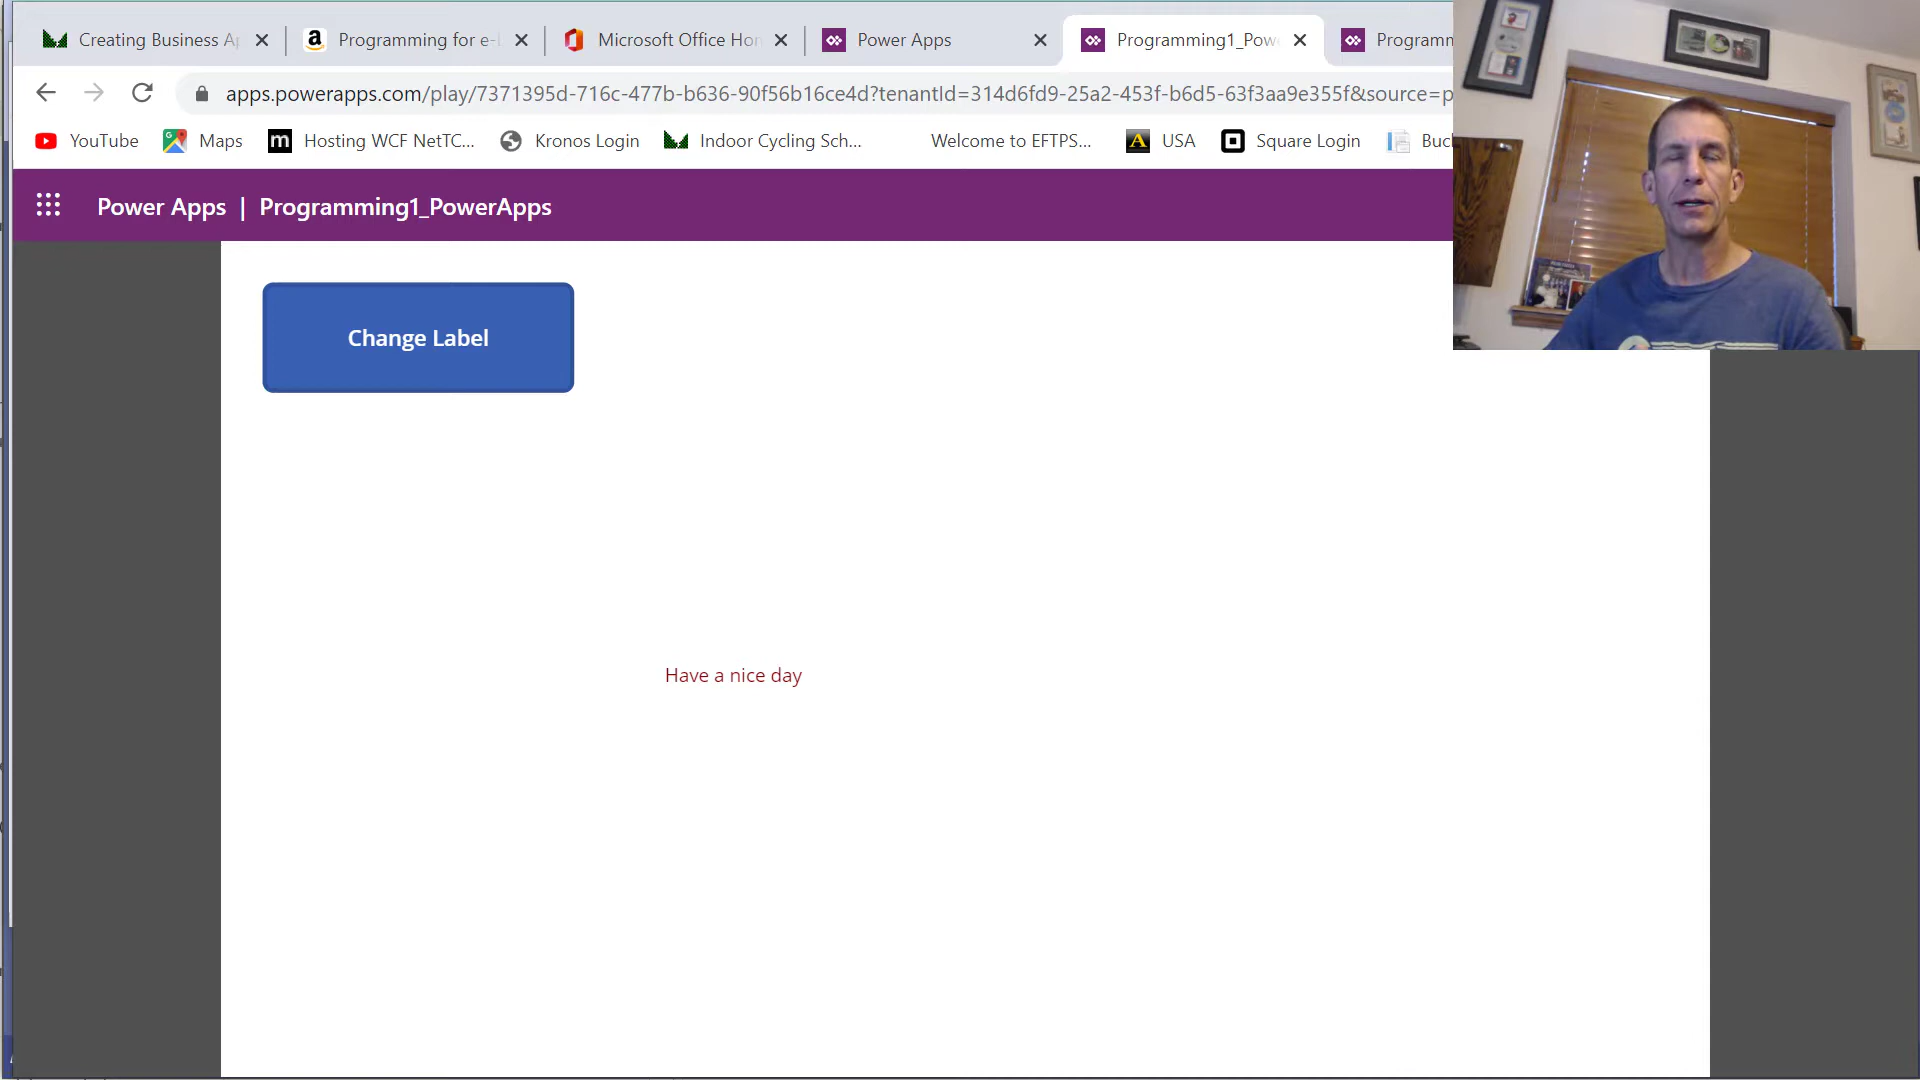 Creating Business Ap
Programming for e-
Microsoft Office Hom
Power Apps
Programming1_Pow
Programm
apps.powerapps.com/play/7371395d-716c-477b-b636-90f56b16ce4d?tenantId=314d6fd9-25a2-453f-b6d5-63f3aa9e355f&source=p
YouTube
Maps
m Hosting WCF NetTC...
Kronos Login
Indoor Cycling Sch...
Welcome to EFTPS...
USA
Square Login
Buc
Power Apps | Programming1_PowerApps
Change Label
Have a nice day